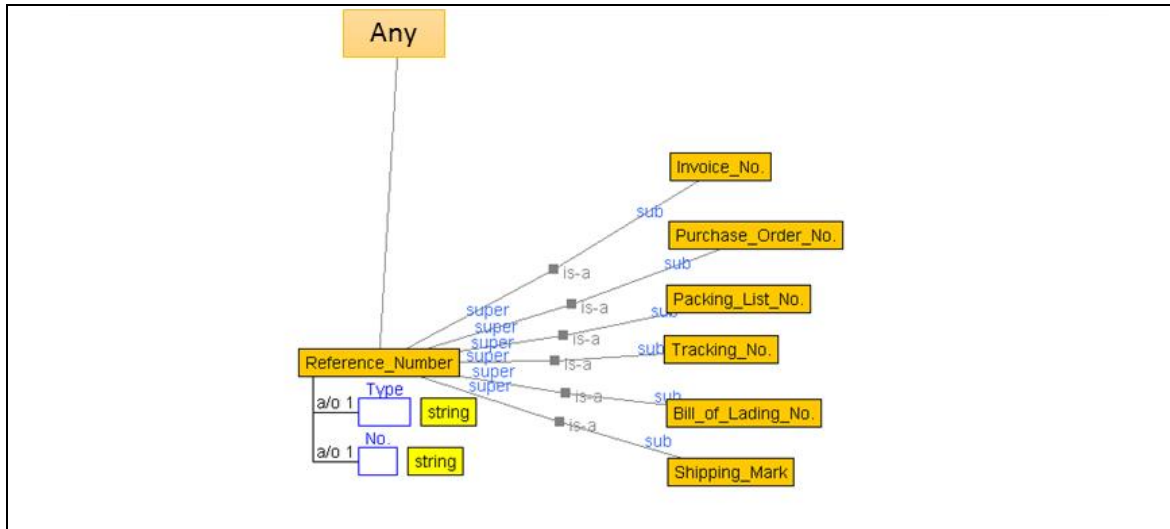 Any
Invoice_No.
sub
Purchase_Order_No.
sub
is-a
Packing_List_No.
is-a
super
sub
super
is-a
super
Tracking_No.
sub
Reference_Number
super
is-a
super
Type
super
sub
is-a
a/o 1
string
Bill_of_Lading_No.
is-a
No.
sub
a/o 1
string
Shipping_Mark